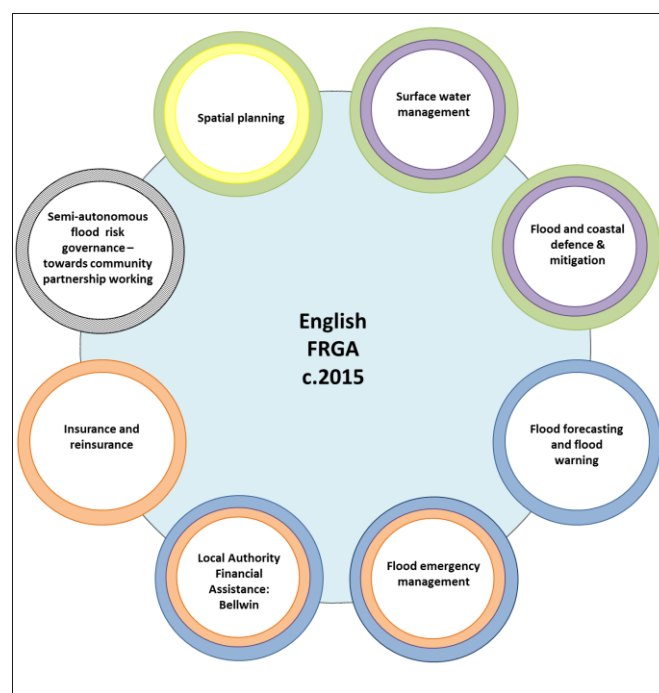 Spatial planning
Surface water
management
Semi-autonomous
flood risk
governance –
towards community
partnership working
Flood and coastal
defence &
mitigation
English
FRGA
c.2015
Insurance and
reinsurance
Flood forecasting
and flood
warning
Local Authority
Financial
Assistance:
Bellwin
Flood emergency
management